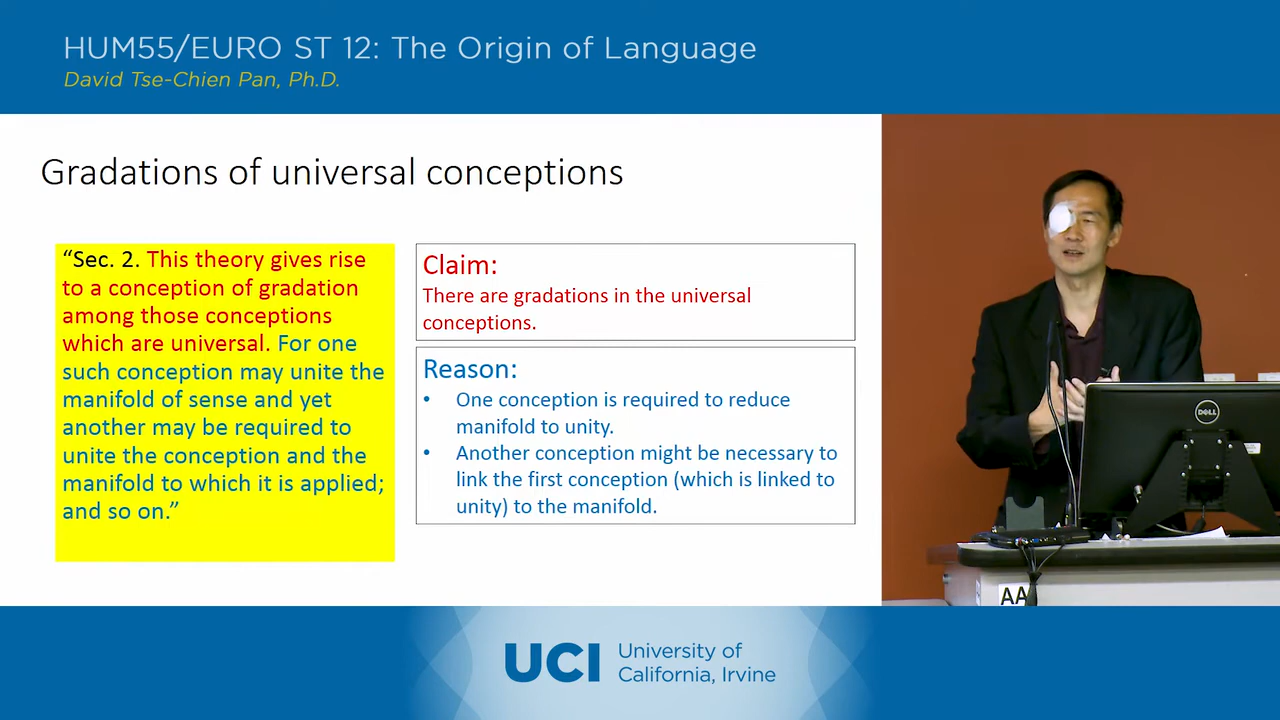 HUM55/EURO ST 12: The Origin of Language
David Tse-Chien Pan, Ph.D.
Gradations of universal conceptions
“Sec. 2. This theory gives rise
to a conception of gradation
among those conceptions
which are universal. For one
such conception may unite the
manifold of sense and yet
another may be required to
unite the conception and the
manifold to which it is applied;
and so on.”
Claim:
There are gradations in the universal
conceptions.
Reason:
• One conception is required to reduce
manifold to unity.
• Another conception might be necessary to
link the first conception (which is linked to
unity) to the manifold.
DELL
AA
UCI University of
California, Irvine